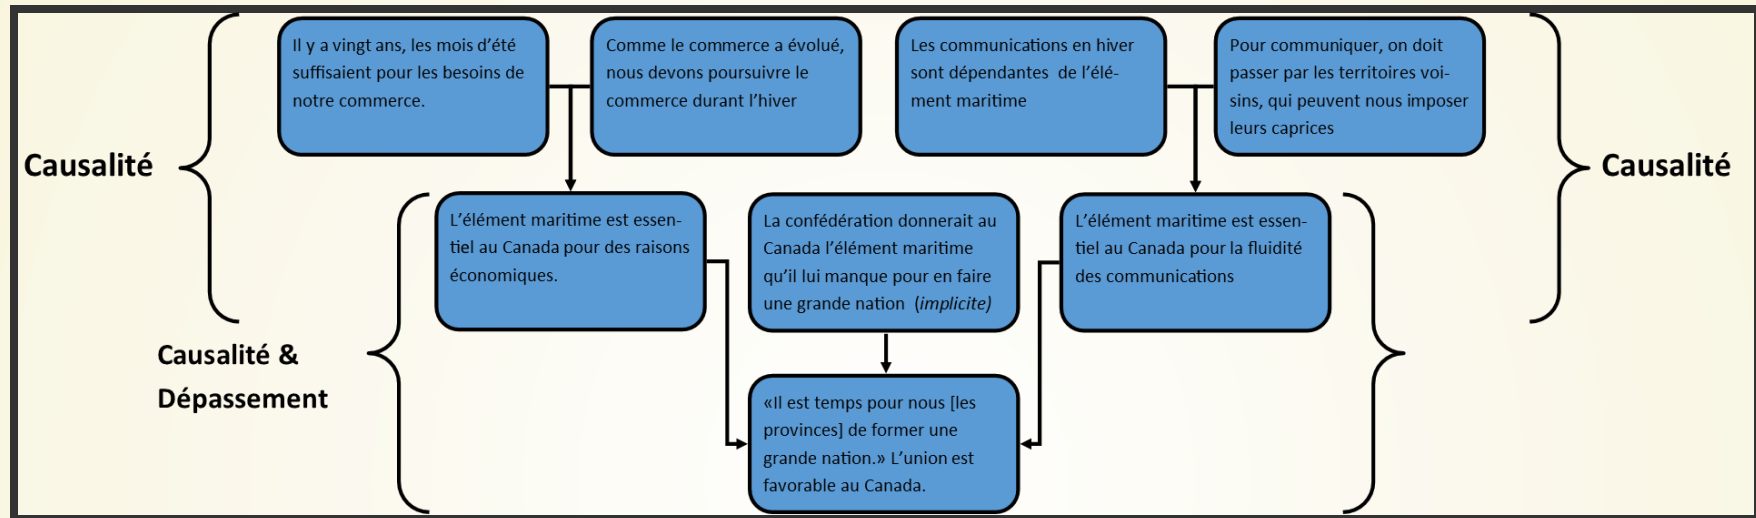 Il y a vingt ans, les mois d'été
suffisaient pour les besoins de
notre commerce.
Comme le commerce a évolué,
nous devons poursuivre le
commerce durant l'hiver
Les communications en hiver
sont dépendantes de l'élé-
ment maritime
Pour communiquer, on doit
passer par les territoires voi-
sins, qui peuvent nous imposer
leurs caprices
Causalité
Causalité
L'élément maritime est essen-
tiel au Canada pour des raisons
économiques.
La confédération donnerait au
Canada l'élément maritime
qu'il lui manque pour en faire
une grande nation (implicite)
L'élément maritime est essen-
tiel au Canada pour la fluidité
des communications
Causalité &
Dépassement
«Il est temps pour nous [les
provinces] de former une
grande nation.» L'union est
favorable au Canada.